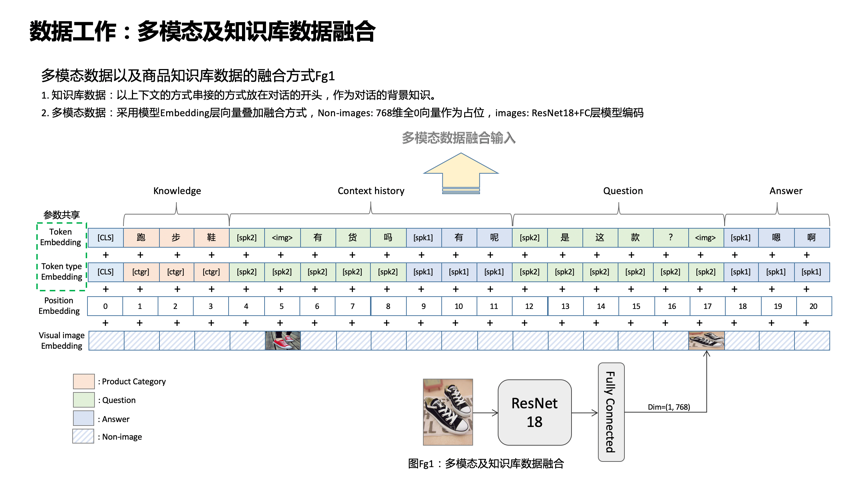 数据工作：多模态及知识库数据融合
多模态数据以及商品知识库数据的融合方式Fg1
1. 知识库数据：以上下文的方式串接的方式放在对话的开头，作为对话的背景知识。
2. 多模态数据：采用模型Embedding层向量叠加融合方式，Non-images: 768维全0向量作为占位，images: ResNet18+FC层模型编码
多模态数据融合输入
Knowledge Context history Question Answer
参数共享
Token Embedding [CLS] 跑 步 鞋 [spk2] <img> 有 货 吗 [spk1] 有 呢 [spk2] 是 这 款 ? <img> [spk1] 嗯 啊
+ + + + + + + + + + + + + + + + + + + + +
Token type Embedding [CLS] [ctgr] [ctgr] [ctgr] [spk2] [spk2] [spk2] [spk2] [spk2] [spk1] [spk1] [spk1] [spk2] [spk2] [spk2] [spk2] [spk2] [spk2] [spk1] [spk1] [spk1]
+ + + + + + + + + + + + + + + + + + + + +
Position Embedding 0 1 2 3 4 5 6 7 8 9 10 11 12 13 14 15 16 17 18 19 20
+ + + + + + + + + + + + + + + + + + + + +
Visual image Embedding
: Product Category
: Question
: Answer
: Non-image
ResNet
18
Fully Connected
Dim=(1, 768)
图Fg1：多模态及知识库数据融合